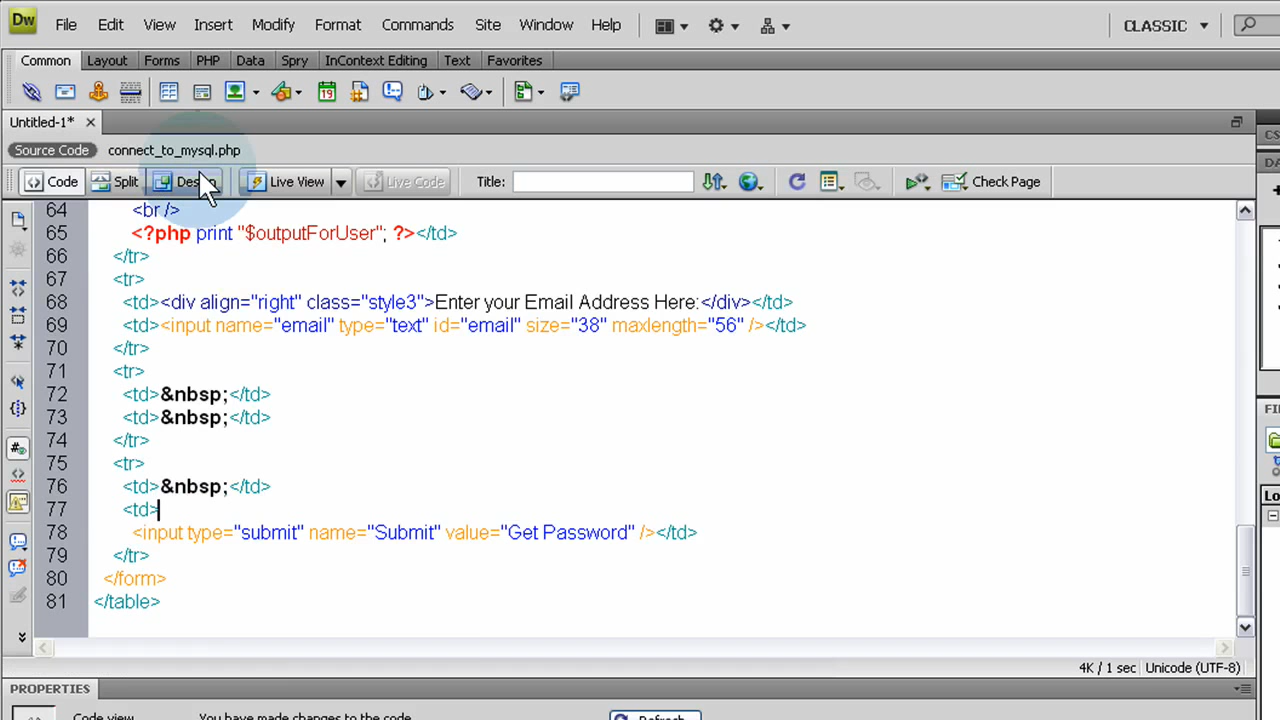 Dw File Edit View Insert Modify Format Commands Site Window Help CLASSIC
Common Layout Forms PHP Data Spry InContext Editing Text Favorites
19
Untitled-1*
Source Code connect_to_mysql.php
Code Split Live View Live Code Title: Check Page
64 <br />
65 <?php print "$outputForUser"; ?></td>
66 </tr>
67 <tr>
68 <td><div align="right" class="style3">Enter your Email Address Here:</div></td>
69 <td><input name="email" type="text" id="email" size="38" maxlength="56" /></td>
70 </tr>
71 <tr>
72 <td>&nbsp;</td>
73 <td>&nbsp;</td>
74 </tr>
75 <tr>
76 <td>&nbsp;</td>
77 <td>
78 <input type="submit" name="Submit" value="Get Password" /></td>
79 </tr>
80 </form>
81 </table>
4K / 1 sec Unicode (UTF-8)
PROPERTIES
Code view You have made changes to the code. Refresh